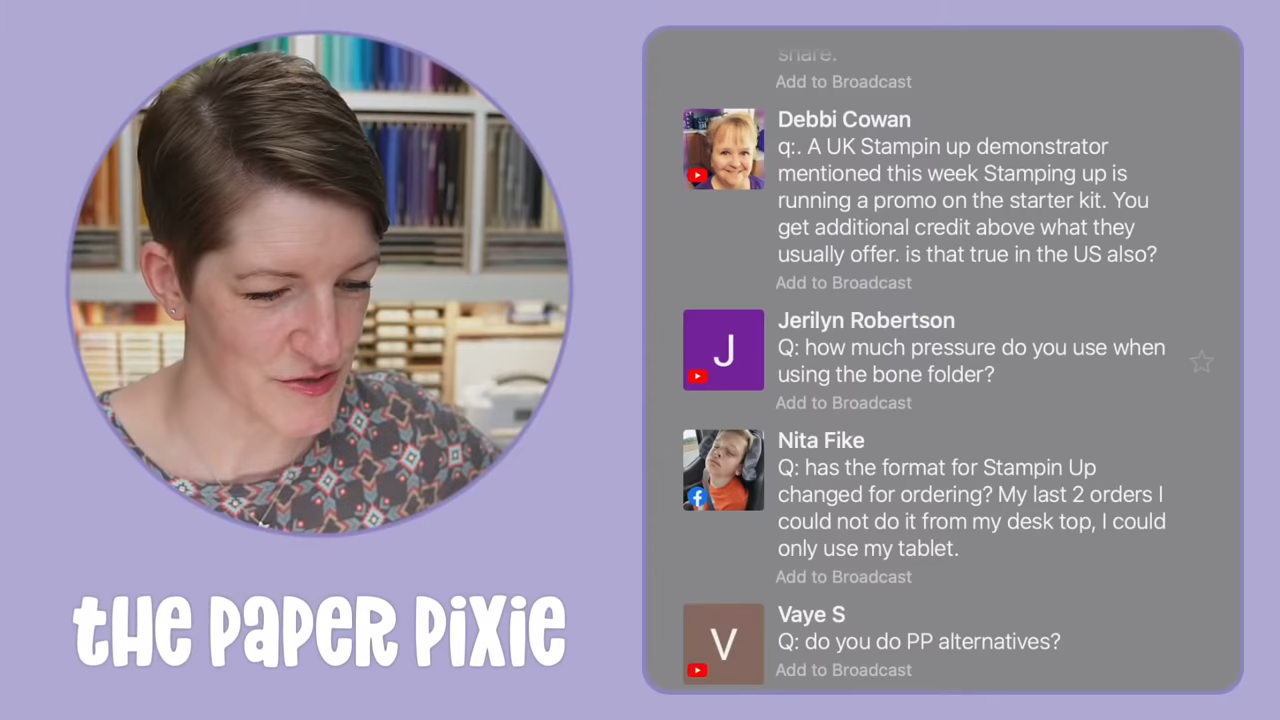 share.
Add to Broadcast
Debbi Cowan
q:. A UK Stampin up demonstrator
mentioned this week Stamping up is
running a promo on the starter kit. You
get additional credit above what they
usually offer. is that true in the US also?
Add to Broadcast
J
Jerilyn Robertson
Q: how much pressure do you use when
using the bone folder?
Add to Broadcast
Nita Fike
Q: has the format for Stampin Up
changed for ordering? My last 2 orders I
could not do it from my desk top, I could
only use my tablet.
Add to Broadcast
V
Vaye S
Q: do you do PP alternatives?
Add to Broadcast
the PaPeR PiXie